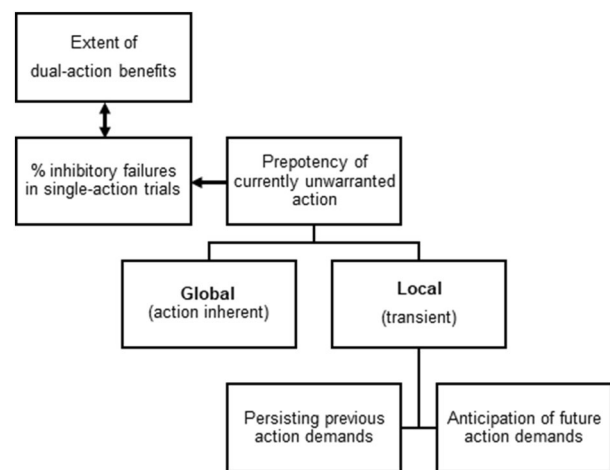 Extent of
dual-action benefits
% inhibitory failures
in single-action trials
Prepotency of
currently unwarranted
action
Global
(action inherent)
Local
(transient)
Persisting previous
action demands
Anticipation of future
action demands